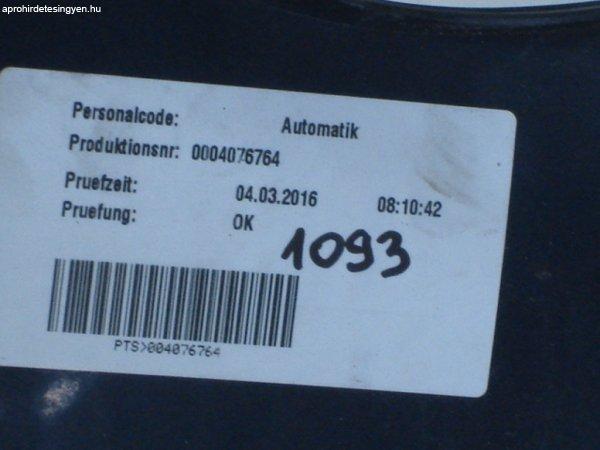 aprohirdetesingyen.hu
Personalcode: Automatik
Produktionsnr: 0004076764
Pruefzeit: 04.03.2016 08:10:42
Pruefung: OK
1093
PTS>004076764